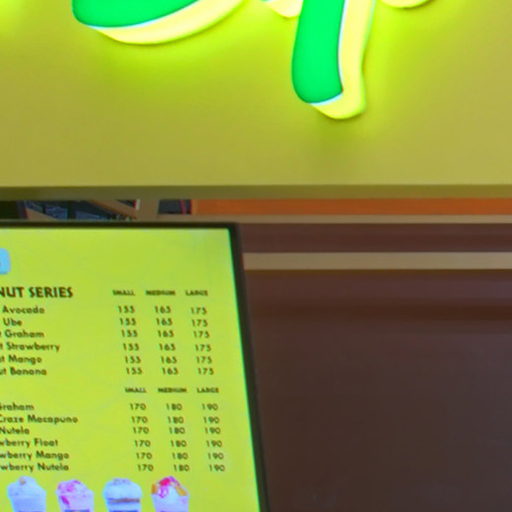 NUT SERIES SMALL MEDIUM LARGE
Avocado 155 165 175
Ube 155 165 175
Graham 155 165 175
Strawberry 155 165 175
Mango 155 165 175
Banana 155 165 175
SMALL MEDIUM LARGE
Graham 170 180 190
Craze Macapuno 170 180 190
Nutela 170 180 190
wberry Float 170 180 190
wberry Mango 170 180 190
wberry Nutela 170 180 190